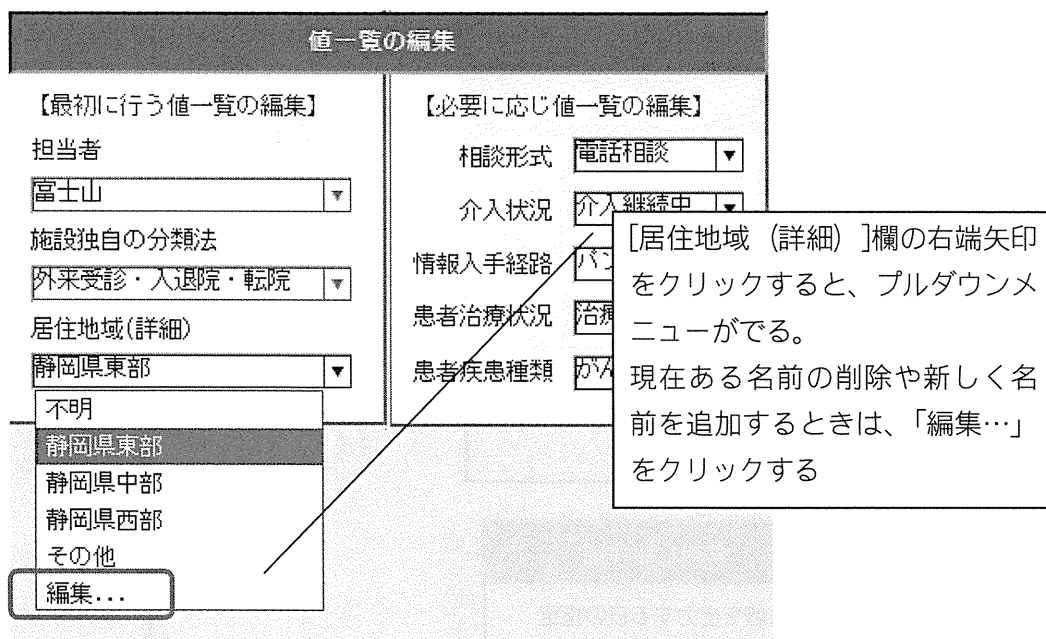 値一覧の編集
【最初に行う値一覧の編集】
担当者
富士山
施設独自の分類法
外来受診・入退院・転院
居住地域(詳細)
静岡県東部
不明
静岡県東部
静岡県中部
静岡県西部
その他
編集...
【必要に応じ値一覧の編集】
相談形式 電話相談
介入状況 介入継続中
情報入手経路
患者治療状況
患者疾患種類
[居住地域（詳細）]欄の右端矢印
をクリックすると、プルダウンメ
ニューがでる。
現在ある名前の削除や新しく名
前を追加するときは、「編集…」
をクリックする